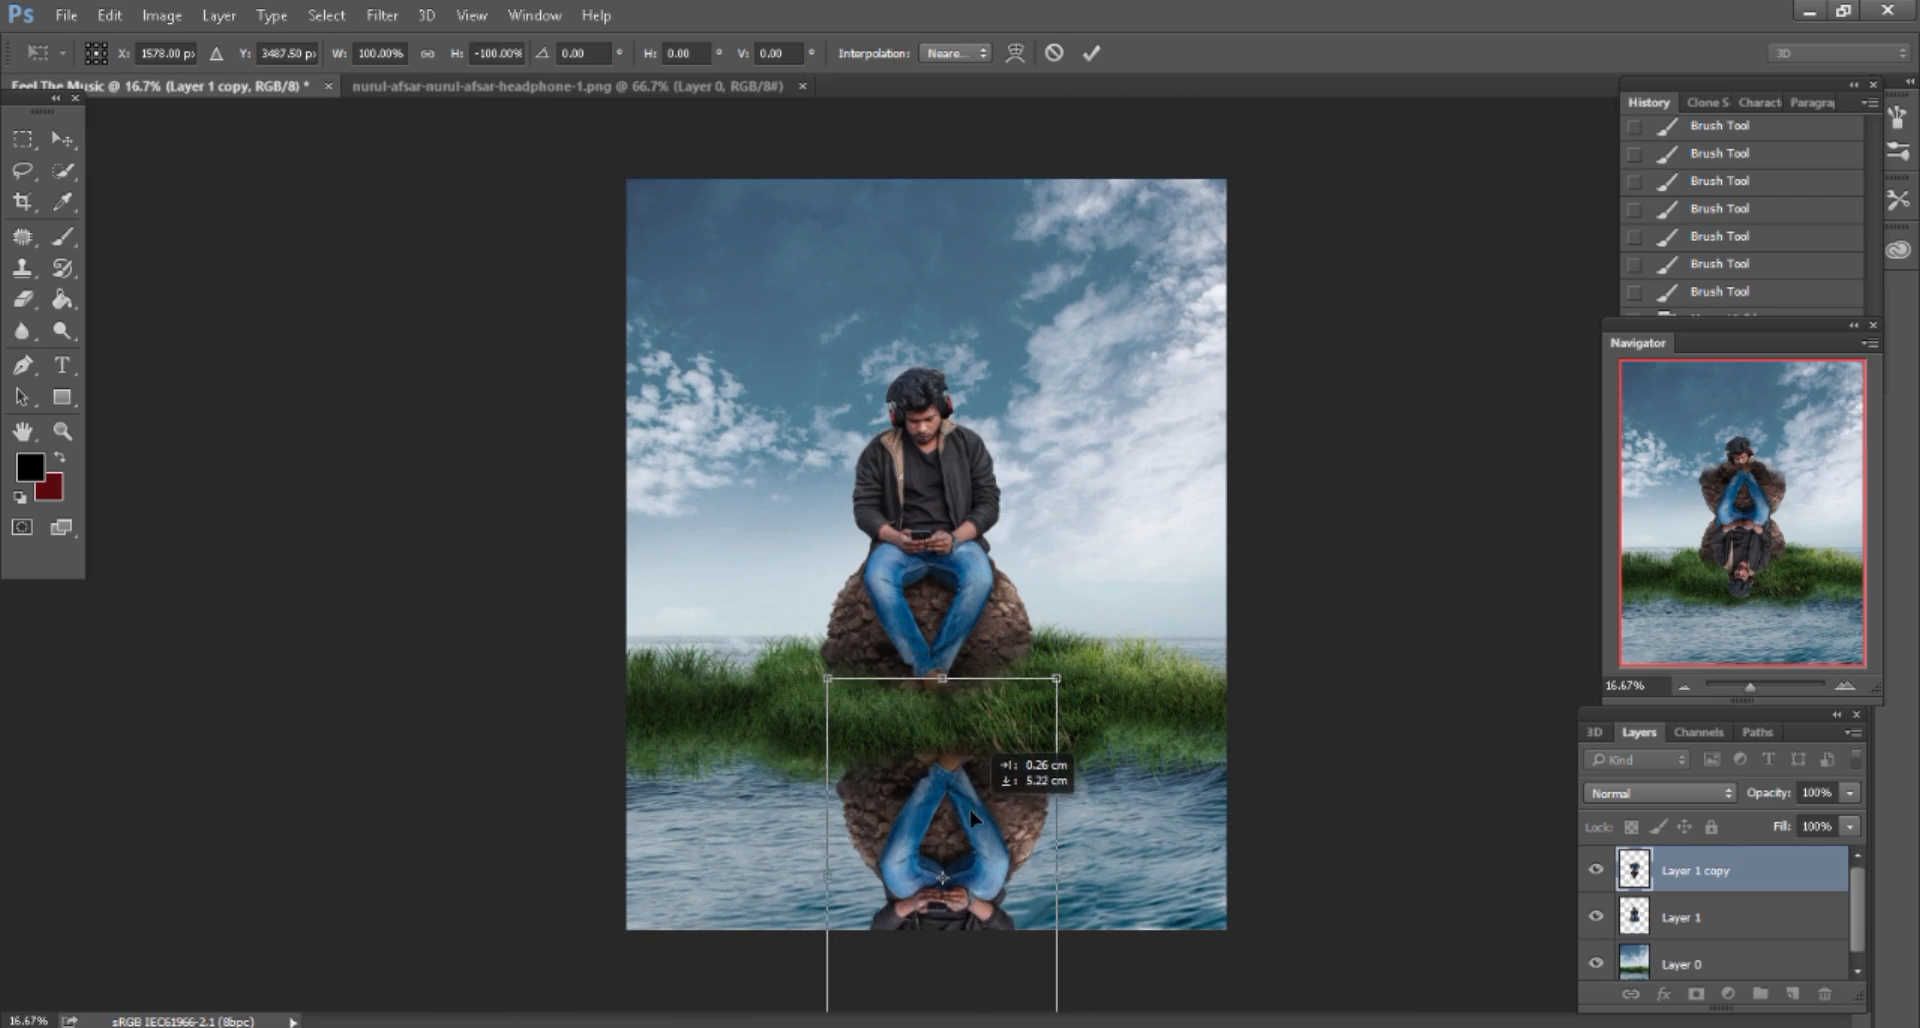 Ps File Edit Image Layer Type Select Filter 3D View Window Help
X: 1578.00 px Y: 3487.50 px W: 100.00% H: -100.00% 0.00 ° H: 0.00 ° V: 0.00 ° Interpolation: Neare... 3D
Feel The Music @ 16.7% (Layer 1 copy, RGB/8) * × nurul-afsar-nurul-afsar-headphone-1.png @ 66.7% (Layer 0, RGB/8#) ×
History Clone S Charact Paragra
Brush Tool
Brush Tool
Brush Tool
Brush Tool
Brush Tool
Brush Tool
Brush Tool
Navigator
16.67%
3D Layers Channels Paths
Kind
Normal Opacity: 100%
Lock: Fill: 100%
Layer 1 copy
Layer 1
Layer 0
: 0.26 cm
: 5.22 cm
16.67% sRGB IEC61966-2.1 (8bpc)